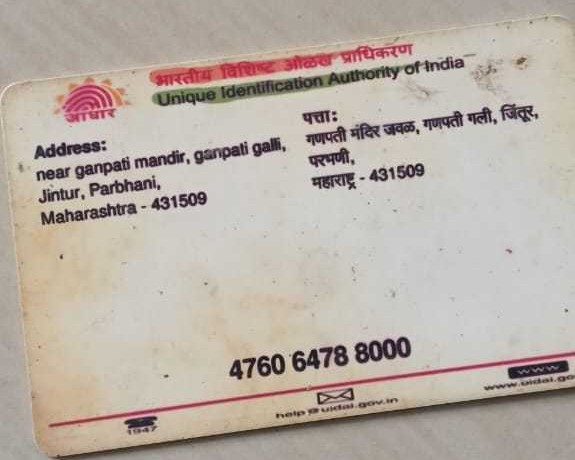 भारतीय विशिष्ट ओळख प्राधिकरण
Unique Identification Authority of India
आधार
Address:
near ganpati mandir, ganpati galli,
Jintur, Parbhani,
Maharashtra - 431509
पत्ता:
गणपती मंदिर जवळ, गणपती गली, जिंतूर,
परभणी,
महाराष्ट्र - 431509
4760 6478 8000
1947
help@uidai.gov.in
www
www.uidai.go